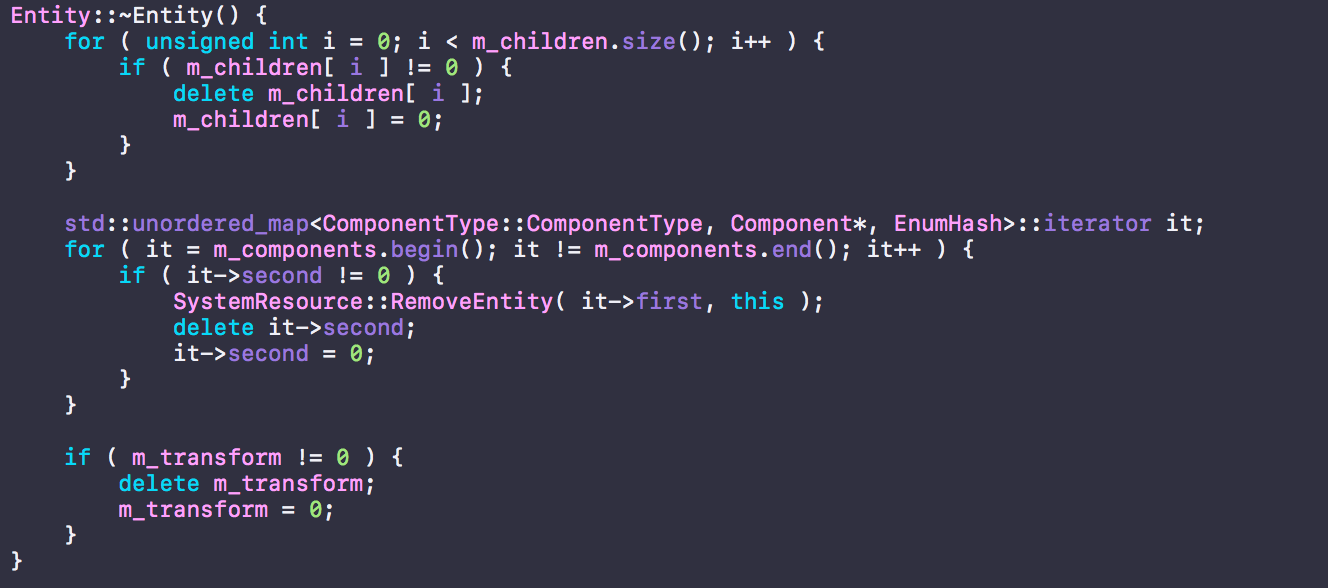 Entity::~Entity() {
    for ( unsigned int i = 0; i < m_children.size(); i++ ) {
        if ( m_children[ i ] != 0 ) {
            delete m_children[ i ];
            m_children[ i ] = 0;
        }
    }

    std::unordered_map<ComponentType::ComponentType, Component*, EnumHash>::iterator it;
    for ( it = m_components.begin(); it != m_components.end(); it++ ) {
        if ( it->second != 0 ) {
            SystemResource::RemoveEntity( it->first, this );
            delete it->second;
            it->second = 0;
        }
    }

    if ( m_transform != 0 ) {
        delete m_transform;
        m_transform = 0;
    }
}